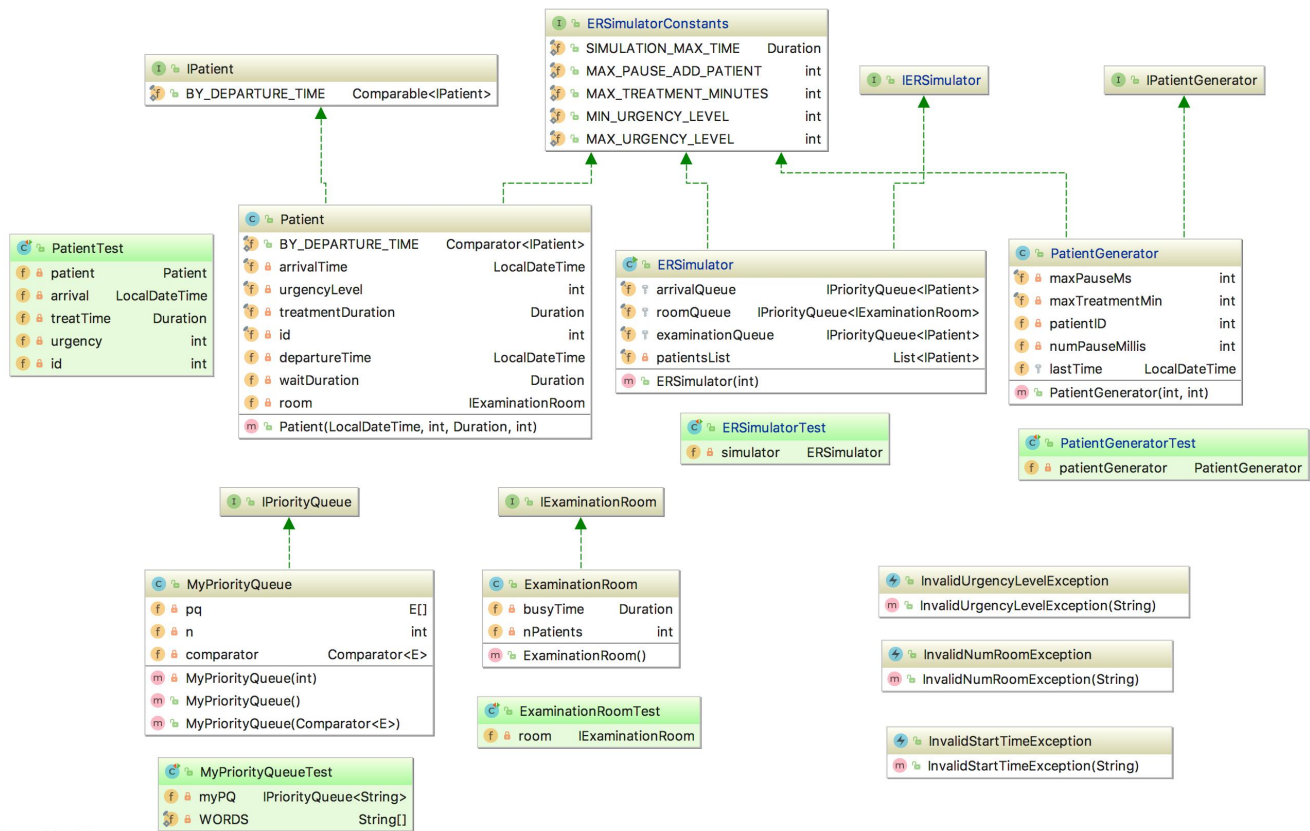 ERSimulatorConstants
SIMULATION_MAX_TIME Duration
MAX_PAUSE_ADD_PATIENT int
MAX_TREATMENT_MINUTES int
MIN_URGENCY_LEVEL int
MAX_URGENCY_LEVEL int
IPatient
BY_DEPARTURE_TIME Comparable<IPatient>
IERSimulator
IPatientGenerator
Patient
BY_DEPARTURE_TIME Comparator<IPatient>
arrivalTime LocalDateTime
urgencyLevel int
treatmentDuration Duration
id int
departureTime LocalDateTime
waitDuration Duration
room IExaminationRoom
Patient(LocalDateTime, int, Duration, int)
PatientTest
patient Patient
arrival LocalDateTime
treatTime Duration
urgency int
id int
ERSimulator
arrivalQueue IPriorityQueue<IPatient>
roomQueue IPriorityQueue<IExaminationRoom>
examinationQueue IPriorityQueue<IPatient>
patientsList List<IPatient>
ERSimulator(int)
PatientGenerator
maxPauseMs int
maxTreatmentMin int
patientID int
numPauseMillis int
lastTime LocalDateTime
PatientGenerator(int, int)
ERSimulatorTest
simulator ERSimulator
PatientGeneratorTest
patientGenerator PatientGenerator
IPriorityQueue
IExaminationRoom
MyPriorityQueue
pq E[]
n int
comparator Comparator<E>
MyPriorityQueue(int)
MyPriorityQueue()
MyPriorityQueue(Comparator<E>)
ExaminationRoom
busyTime Duration
nPatients int
ExaminationRoom()
InvalidUrgencyLevelException
InvalidUrgencyLevelException(String)
InvalidNumRoomException
InvalidNumRoomException(String)
ExaminationRoomTest
room IExaminationRoom
InvalidStartTimeException
InvalidStartTimeException(String)
MyPriorityQueueTest
myPQ IPriorityQueue<String>
WORDS String[]